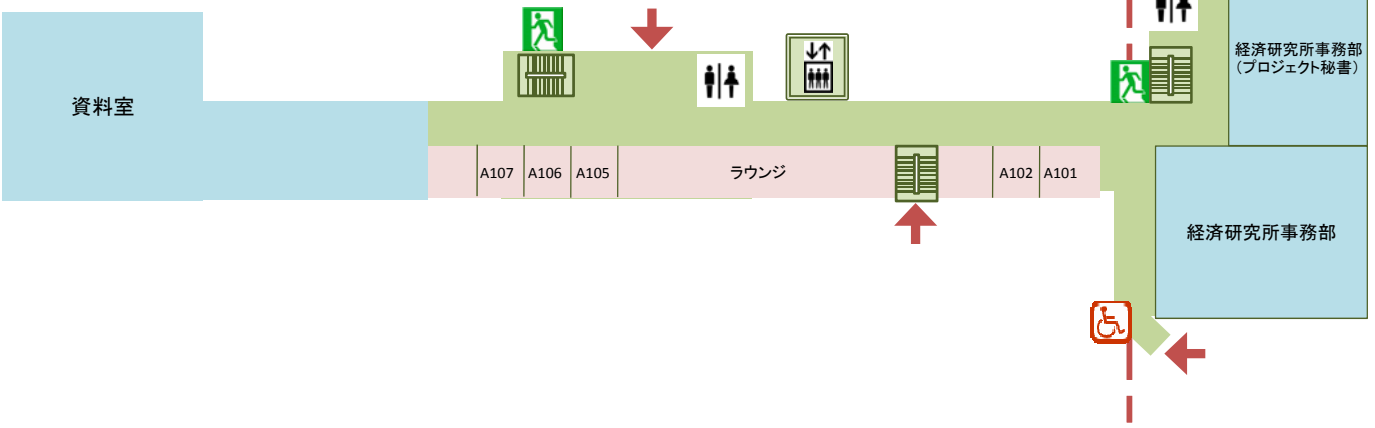 経済研究所事務部
（プロジェクト秘書）
資料室
A107
A106
A105
ラウンジ
A102
A101
経済研究所事務部